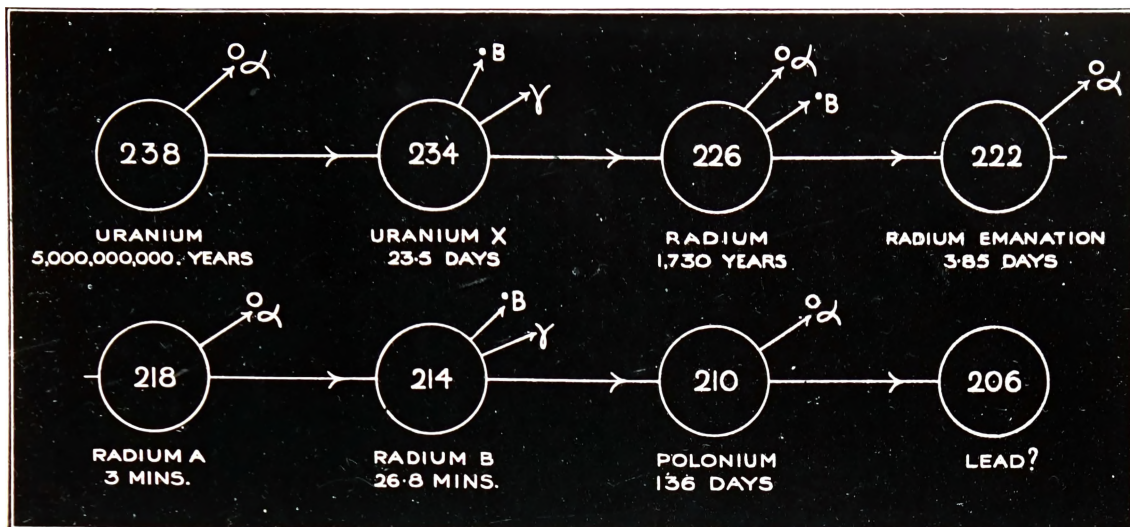 α
B
γ
α
B
α
238
234
226
222
URANIUM
5,000,000,000. YEARS
URANIUM X
23·5 DAYS
RADIUM
1,730 YEARS
RADIUM EMANATION
3·85 DAYS
α
B
γ
α
218
214
210
206
RADIUM A
3 MINS.
RADIUM B
26·8 MINS.
POLONIUM
136 DAYS
LEAD?